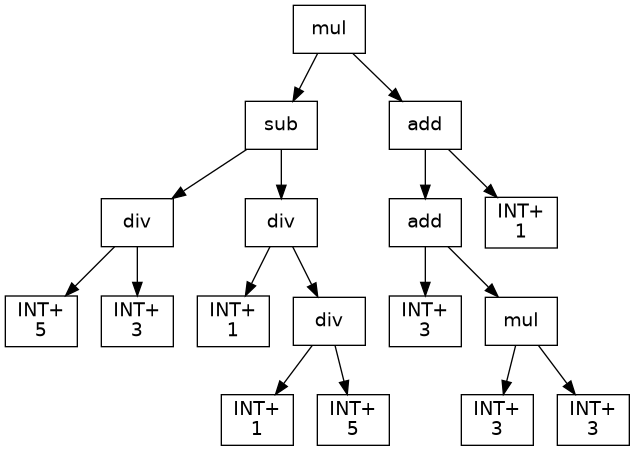 mul
sub
add
div
div
add
INT+
1
INT+
5
INT+
3
INT+
1
div
INT+
3
mul
INT+
1
INT+
5
INT+
3
INT+
3